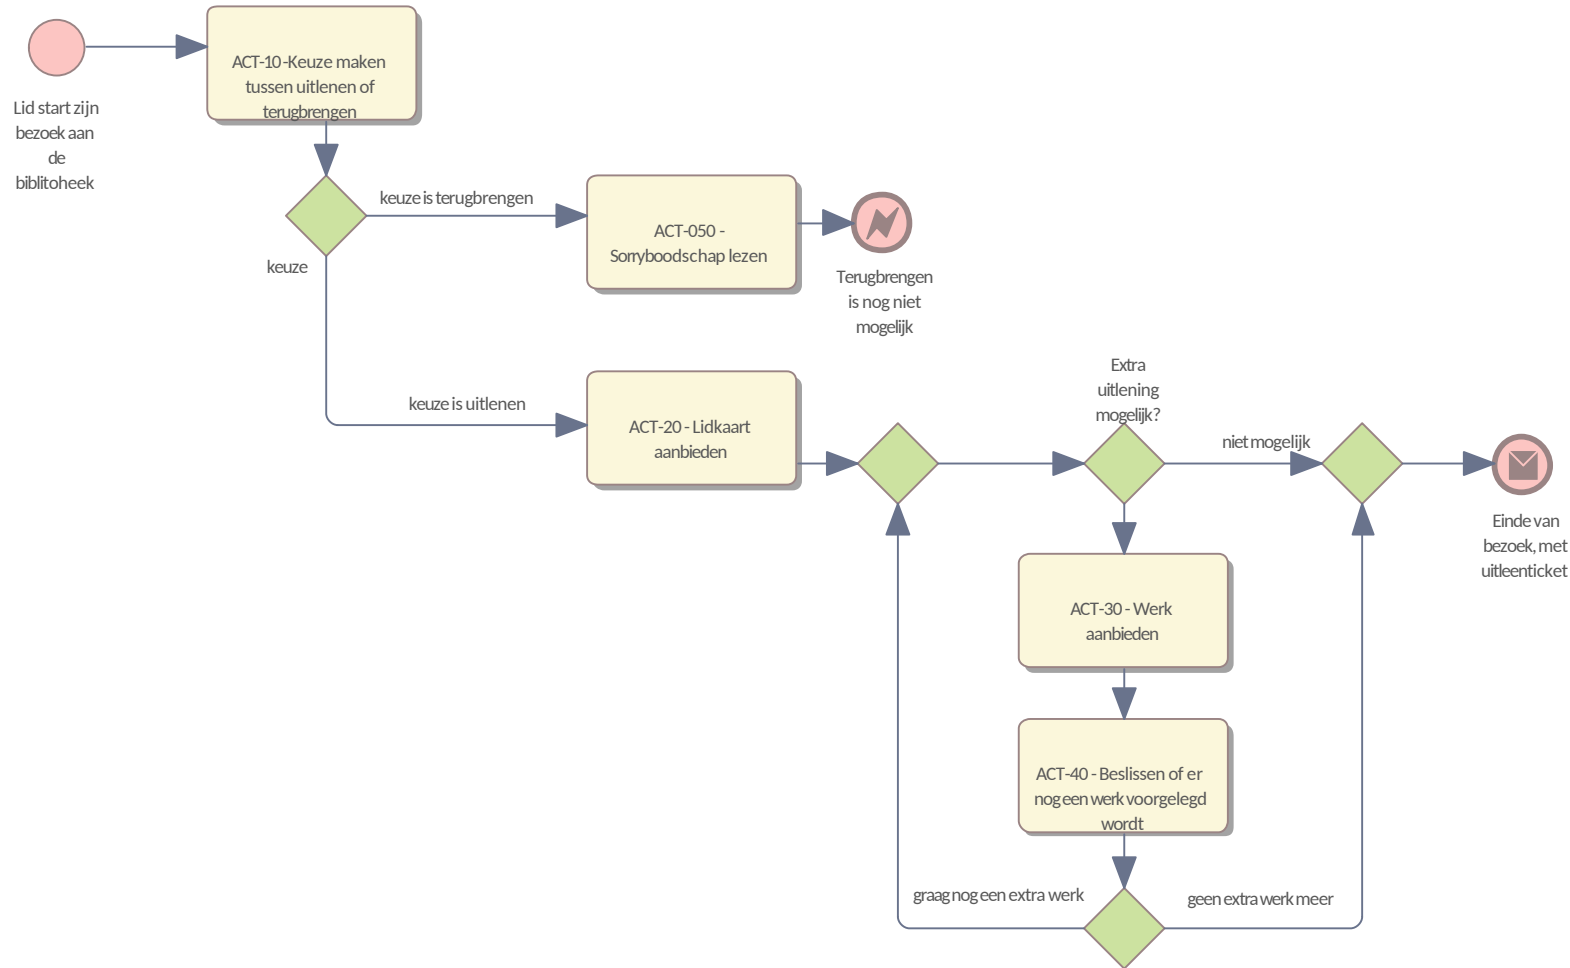 ACT-10 -Keuze maken
tussen uitlenen of
terugbrengen
Lid start zijn
bezoek aan
de
biblitoheek
keuze is terugbrengen
keuze
ACT-050 -
Sorryboodschap lezen
Terugbrengen
is nog niet
mogelijk
keuze is uitlenen
ACT-20 - Lidkaart
aanbieden
Extra
uitlening
mogelijk?
niet mogelijk
Einde van
bezoek, met
uitleenticket
ACT-30 - Werk
aanbieden
ACT-40 - Beslissen of er
nog een werk voorgelegd
wordt
graag nog een extra werk
geen extra werk meer